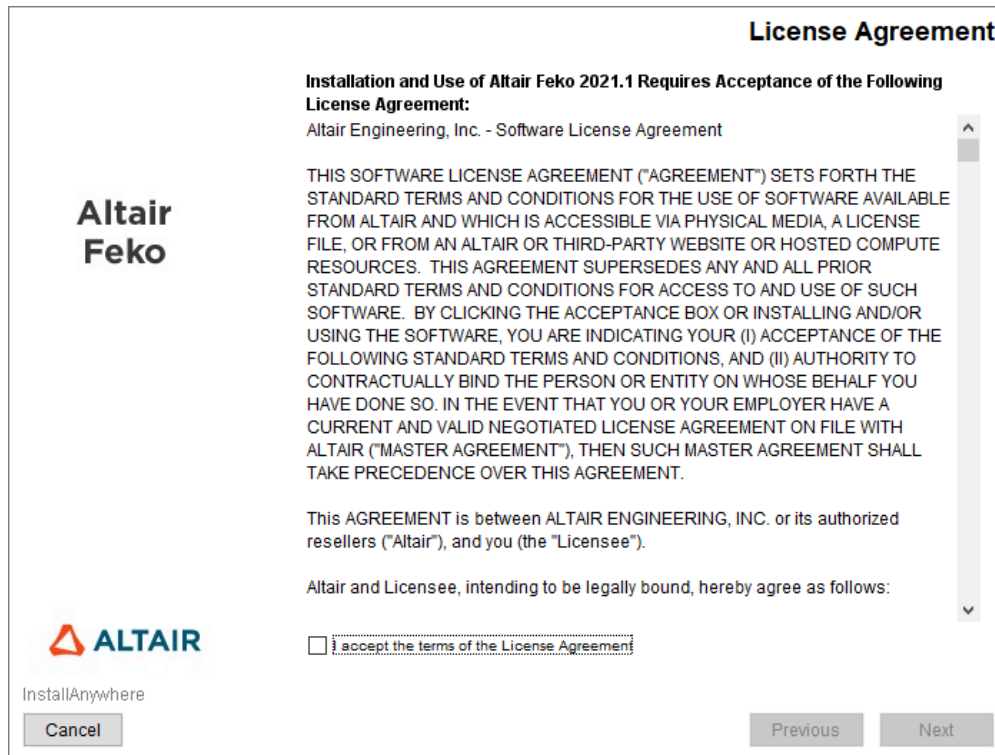 License Agreement
Installation and Use of Altair Feko 2021.1 Requires Acceptance of the Following
License Agreement:
Altair Engineering, Inc. - Software License Agreement
THIS SOFTWARE LICENSE AGREEMENT ("AGREEMENT") SETS FORTH THE
STANDARD TERMS AND CONDITIONS FOR THE USE OF SOFTWARE AVAILABLE
FROM ALTAIR AND WHICH IS ACCESSIBLE VIA PHYSICAL MEDIA, A LICENSE
FILE, OR FROM AN ALTAIR OR THIRD-PARTY WEBSITE OR HOSTED COMPUTE
RESOURCES.  THIS AGREEMENT SUPERSEDES ANY AND ALL PRIOR
STANDARD TERMS AND CONDITIONS FOR ACCESS TO AND USE OF SUCH
SOFTWARE.  BY CLICKING THE ACCEPTANCE BOX OR INSTALLING AND/OR
USING THE SOFTWARE, YOU ARE INDICATING YOUR (I) ACCEPTANCE OF THE
FOLLOWING STANDARD TERMS AND CONDITIONS, AND (II) AUTHORITY TO
CONTRACTUALLY BIND THE PERSON OR ENTITY ON WHOSE BEHALF YOU
HAVE DONE SO. IN THE EVENT THAT YOU OR YOUR EMPLOYER HAVE A
CURRENT AND VALID NEGOTIATED LICENSE AGREEMENT ON FILE WITH
ALTAIR ("MASTER AGREEMENT"), THEN SUCH MASTER AGREEMENT SHALL
TAKE PRECEDENCE OVER THIS AGREEMENT.
This AGREEMENT is between ALTAIR ENGINEERING, INC. or its authorized
resellers ("Altair"), and you (the "Licensee").
Altair and Licensee, intending to be legally bound, hereby agree as follows:
Altair
Feko
ALTAIR
I accept the terms of the License Agreement
InstallAnywhere
Cancel
Previous
Next